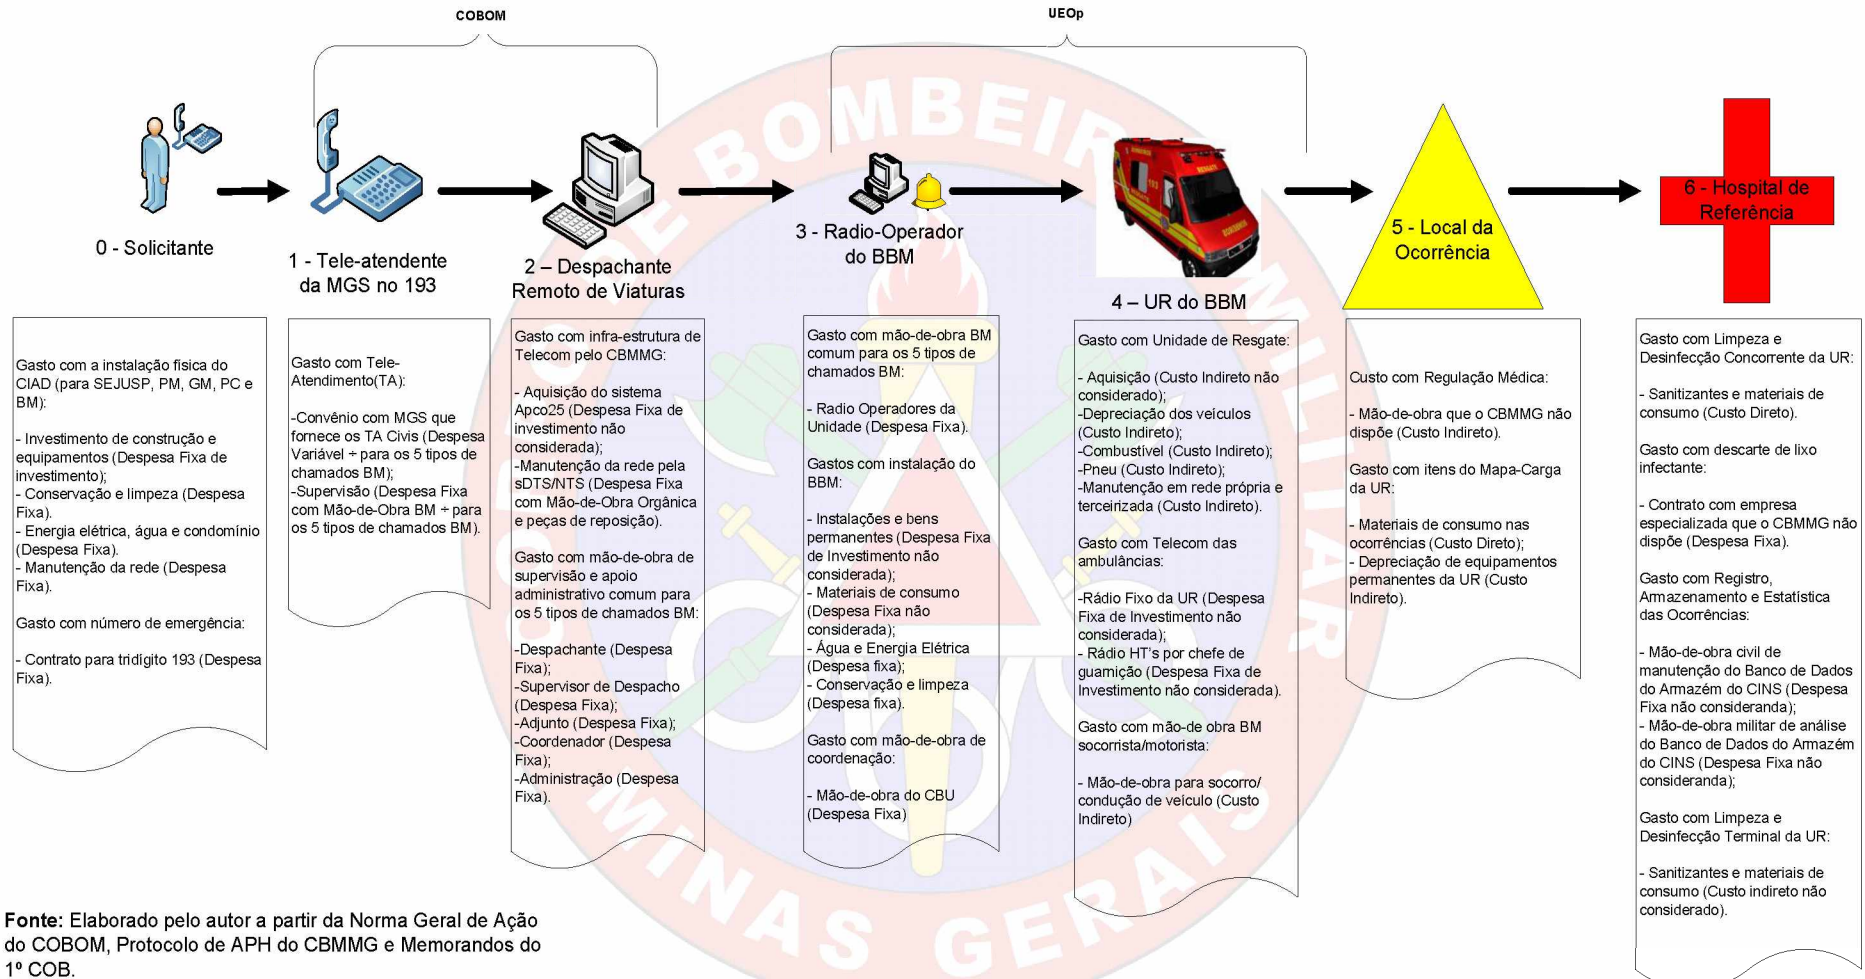 COBOM
UEOp
0 - Solicitante
1 - Tele-atendente
da MGS no 193
2 – Despachante
Remoto de Viaturas
3 - Radio-Operador
do BBM
4 – UR do BBM
5 - Local da
Ocorrência
6 - Hospital de
Referência
Gasto com a instalação física do
CIAD (para SEJUSP, PM, GM, PC e
BM):
- Investimento de construção e
equipamentos (Despesa Fixa de
investimento);
- Conservação e limpeza (Despesa
Fixa).
- Energia elétrica, água e condomínio
(Despesa Fixa).
- Manutenção da rede (Despesa
Fixa).
Gasto com número de emergência:
- Contrato para tridígito 193 (Despesa
Fixa).
Gasto com Tele-
Atendimento(TA):
-Convênio com MGS que
fornece os TA Civis (Despesa
Variável ÷ para os 5 tipos de
chamados BM);
-Supervisão (Despesa Fixa
com Mão-de-Obra BM ÷ para
os 5 tipos de chamados BM).
Gasto com infra-estrutura de
Telecom pelo CBMMG:
- Aquisição do sistema
Apco25 (Despesa Fixa de
investimento não
considerada);
-Manutenção da rede pela
sDTS/NTS (Despesa Fixa
com Mão-de-Obra Orgânica
e peças de reposição).
Gasto com mão-de-obra de
supervisão e apoio
administrativo comum para
os 5 tipos de chamados BM:
-Despachante (Despesa
Fixa);
-Supervisor de Despacho
(Despesa Fixa);
-Adjunto (Despesa Fixa);
-Coordenador (Despesa
Fixa);
-Administração (Despesa
Fixa).
Gasto com mão-de-obra BM
comum para os 5 tipos de
chamados BM:
- Radio Operadores da
Unidade (Despesa Fixa).
Gastos com instalação do
BBM:
- Instalações e bens
permanentes (Despesa Fixa
de Investimento não
considerada);
- Materiais de consumo
(Despesa Fixa não
considerada);
- Água e Energia Elétrica
(Despesa fixa);
- Conservação e limpeza
(Despesa fixa).
Gasto com mão-de-obra de
coordenação:
- Mão-de-obra do CBU
(Despesa Fixa)
Gasto com Unidade de Resgate:
- Aquisição (Custo Indireto não
considerado);
-Depreciação dos veículos
(Custo Indireto);
-Combustível (Custo Indireto);
-Pneu (Custo Indireto);
-Manutenção em rede própria e
terceirizada (Custo Indireto).
Gasto com Telecom das
ambulâncias:
-Rádio Fixo da UR (Despesa
Fixa de Investimento não
considerada);
- Rádio HT's por chefe de
guarnição (Despesa Fixa de
Investimento não considerada).
Gasto com mão-de obra BM
socorrista/motorista:
- Mão-de-obra para socorro/
condução de veículo (Custo
Indireto)
Custo com Regulação Médica:
- Mão-de-obra que o CBMMG não
dispõe (Custo Indireto).
Gasto com itens do Mapa-Carga
da UR:
- Materiais de consumo nas
ocorrências (Custo Direto);
- Depreciação de equipamentos
permanentes da UR (Custo
Indireto).
Gasto com Limpeza e
Desinfecção Concorrente da UR:
- Sanitizantes e materiais de
consumo (Custo Direto).
Gasto com descarte de lixo
infectante:
- Contrato com empresa
especializada que o CBMMG não
dispõe (Despesa Fixa).
Gasto com Registro,
Armazenamento e Estatística
das Ocorrências:
- Mão-de-obra civil de
manutenção do Banco de Dados
do Armazém do CINS (Despesa
Fixa não consideranda);
- Mão-de-obra militar de análise
do Banco de Dados do Armazém
do CINS (Despesa Fixa não
consideranda);
Gasto com Limpeza e
Desinfecção Terminal da UR:
- Sanitizantes e materiais de
consumo (Custo indireto não
considerado).
CORPO DE BOMBEIROS MILITAR
MINAS GERAIS
RESGATE
193
Fonte: Elaborado pelo autor a partir da Norma Geral de Ação
do COBOM, Protocolo de APH do CBMMG e Memorandos do
1º COB.